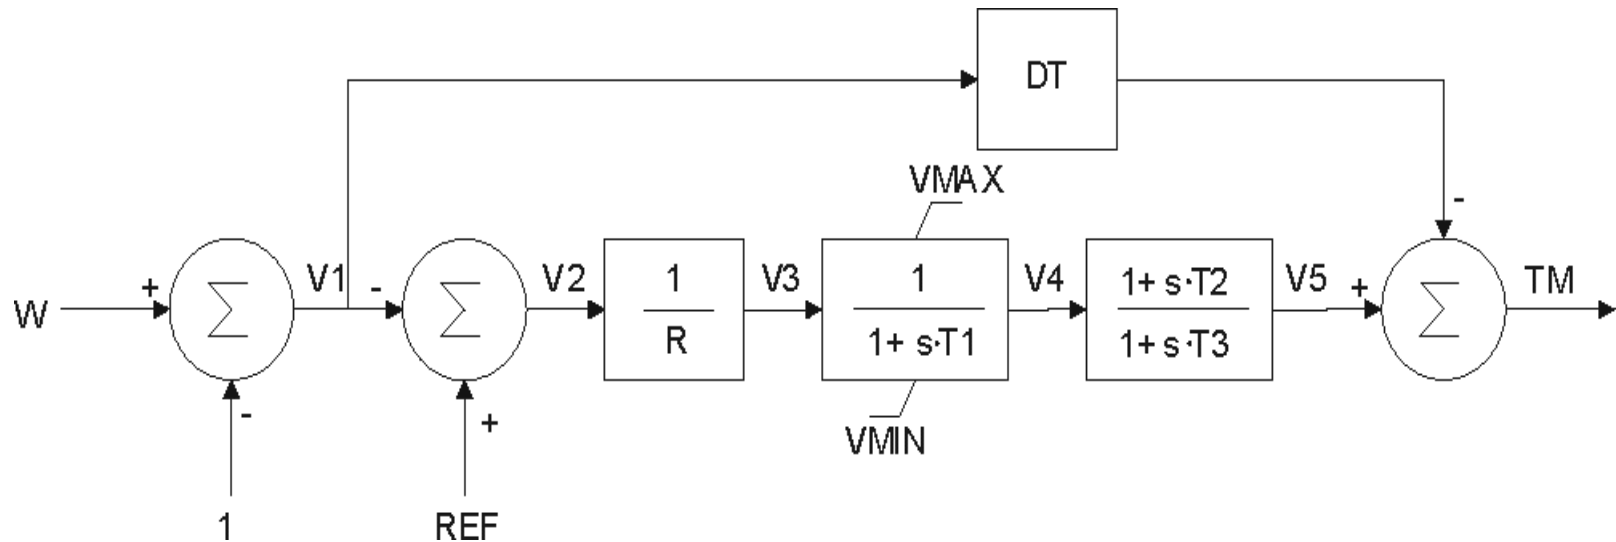 DT
VMAX
W
+
-
Σ
V1
-
+
Σ
V2
1
R
V3
1
1+ s·T1
VMIN
V4
1+ s·T2
1+ s·T3
V5
+
-
Σ
TM
1
REF